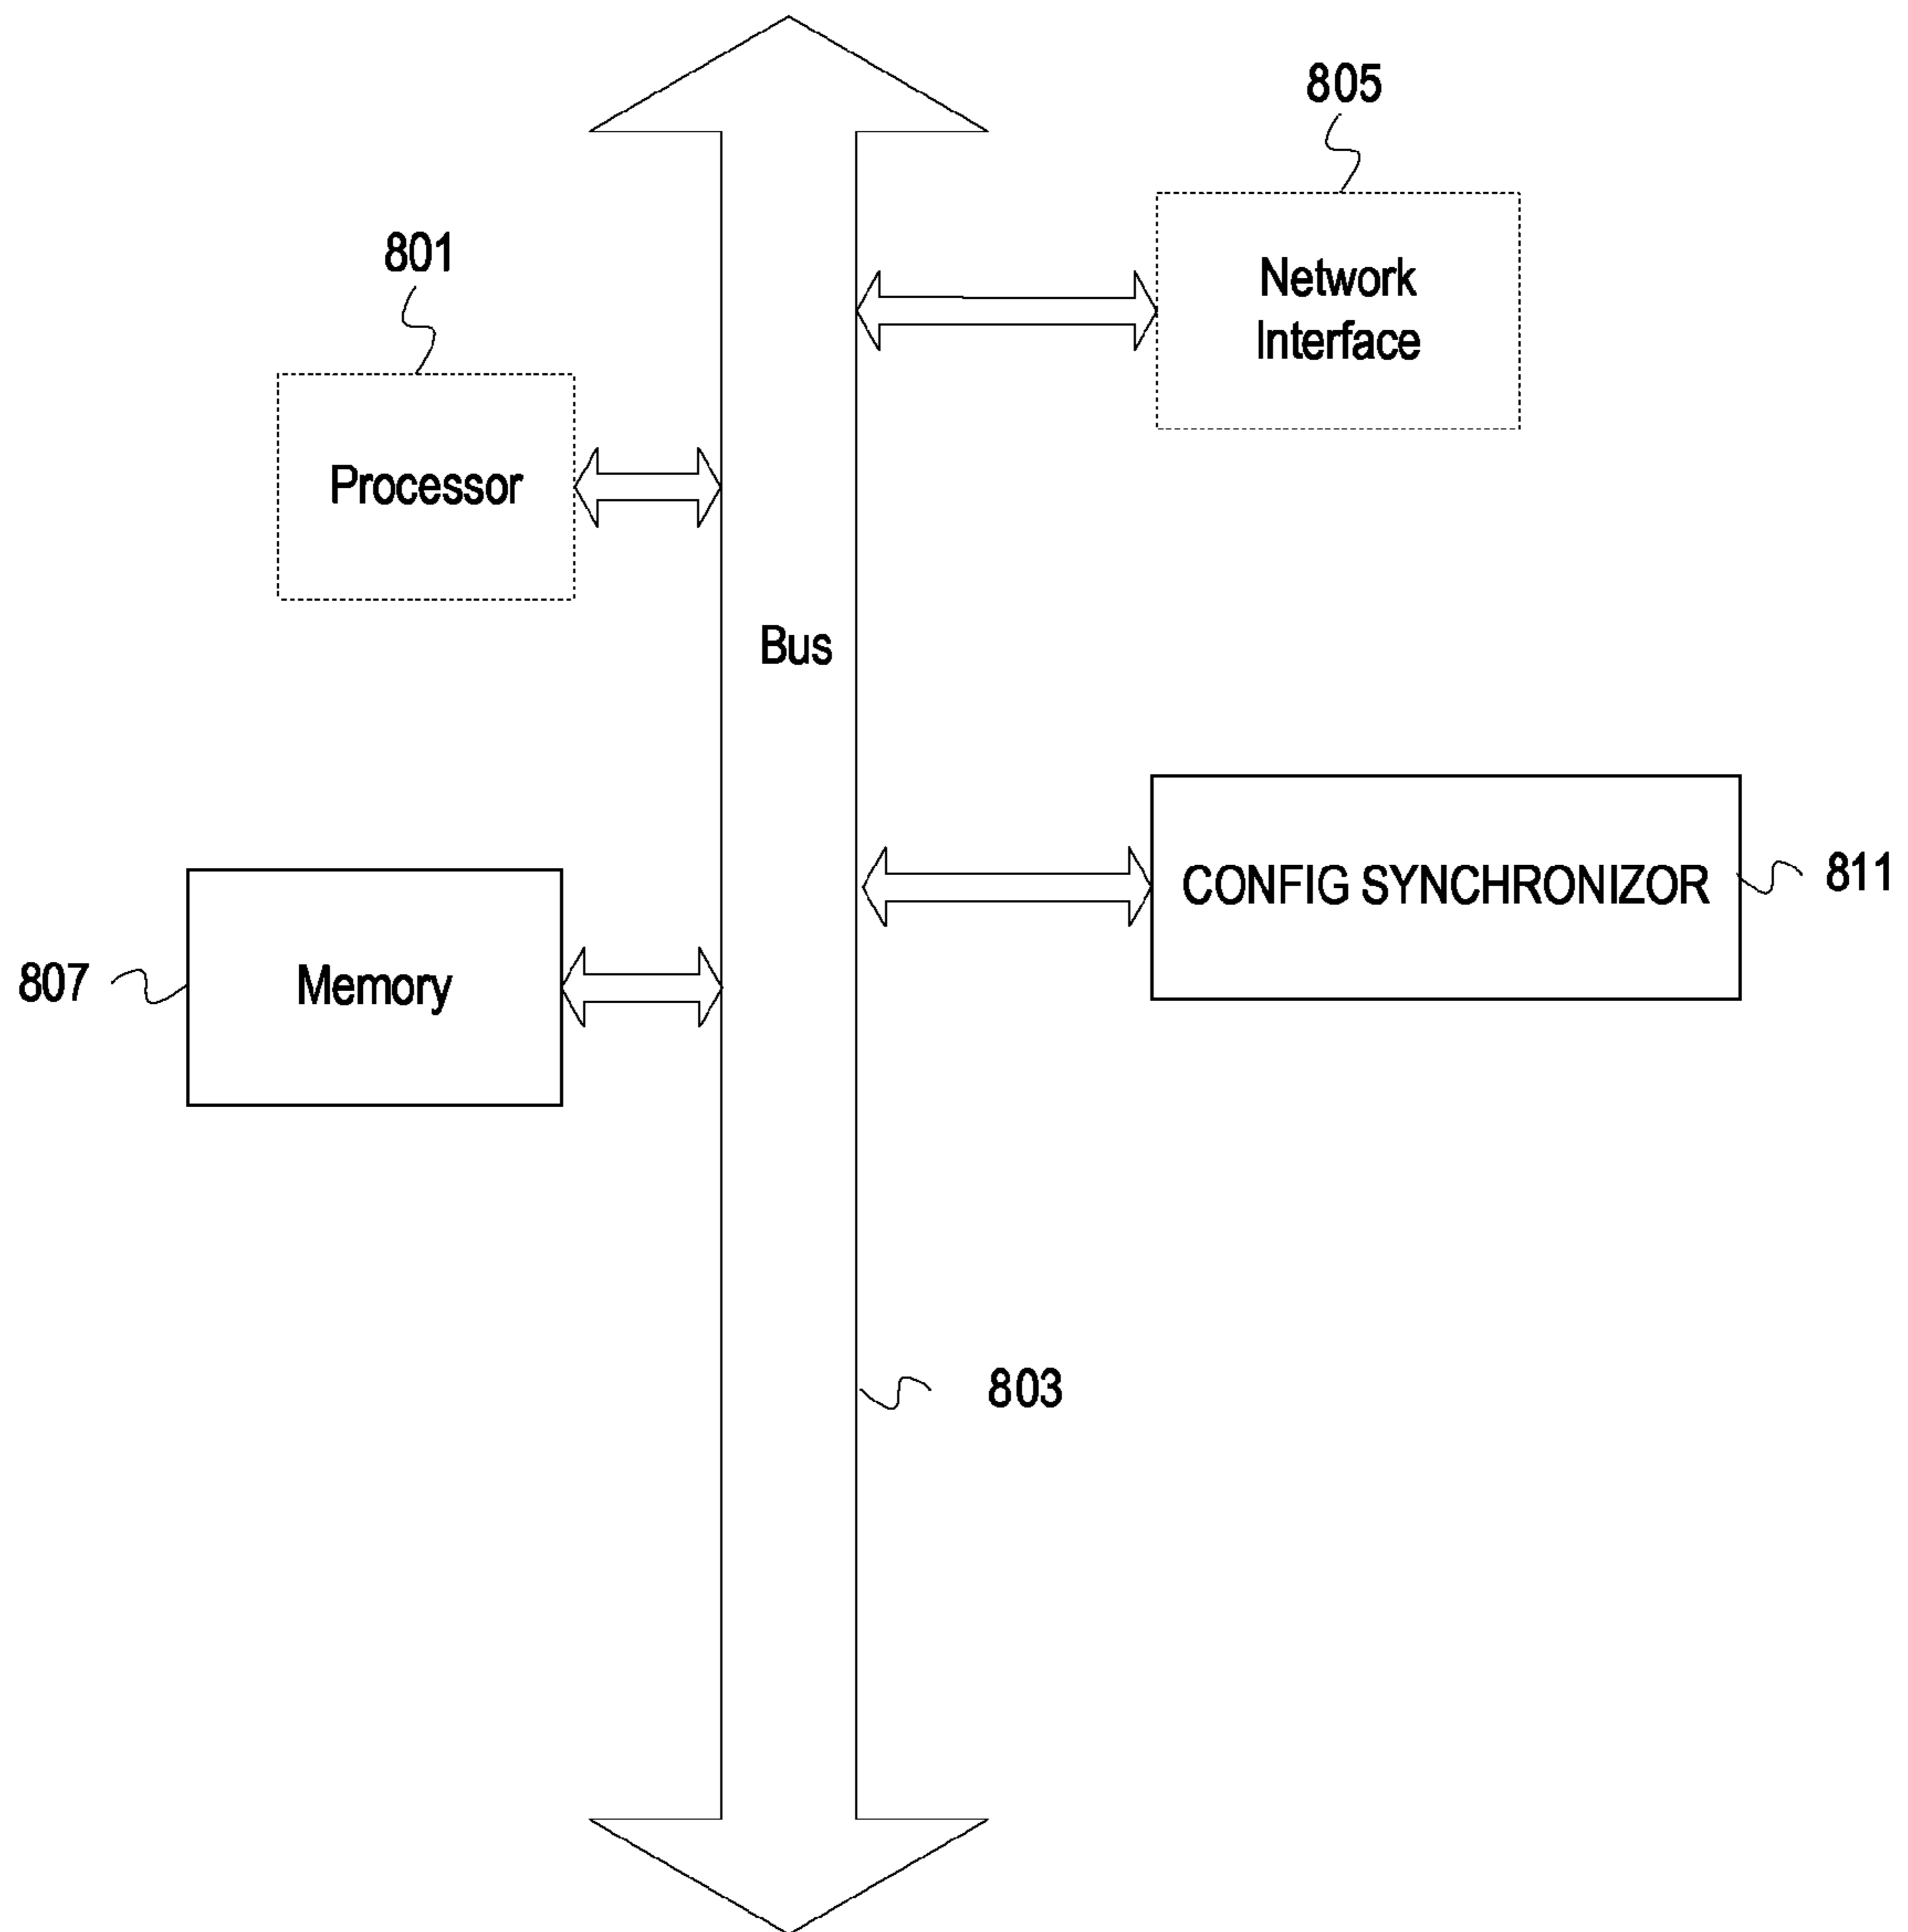 805
801
Network
Interface
Processor
Bus
CONFIG SYNCHRONIZOR
811
807
Memory
803